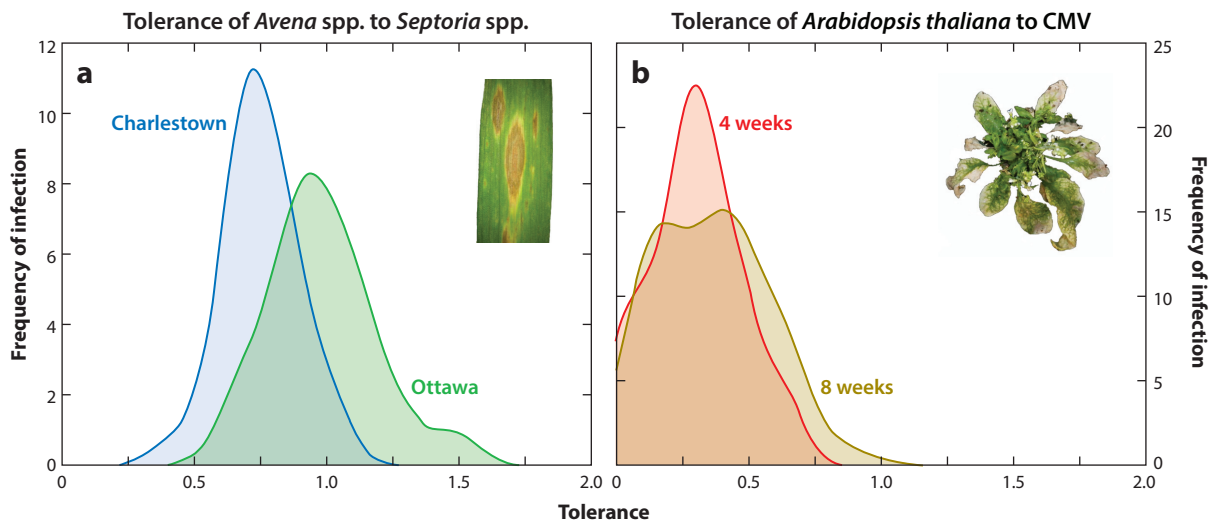 Tolerance of Avena spp. to Septoria spp.
Tolerance of Arabidopsis thaliana to CMV
12
10
8
6
4
2
0
Frequency of infection
a
Charlestown
Ottawa
0
0.5
1.0
1.5
2.0
b
4 weeks
8 weeks
25
20
15
10
5
0
Frequency of infection
0
0.5
1.0
1.5
2.0
Tolerance